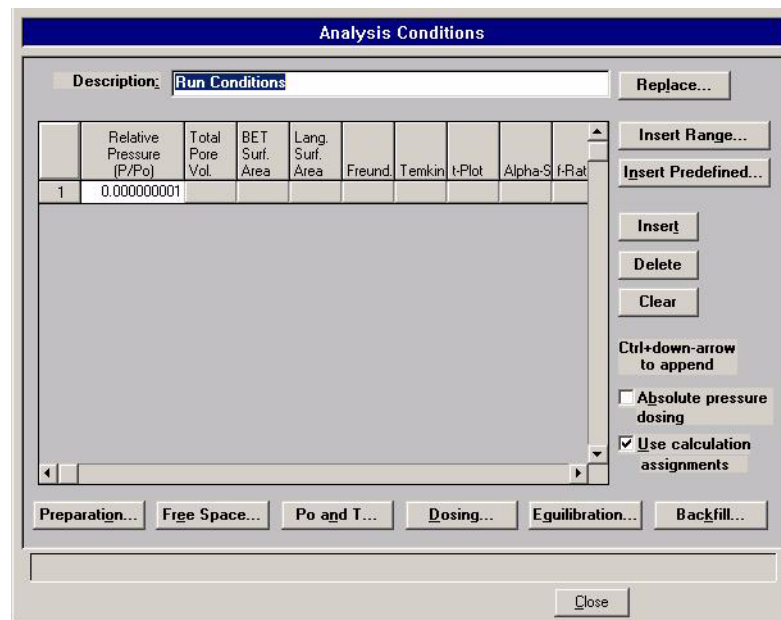 Analysis Conditions
Description: Run Conditions
Replace...
Relative Pressure (P/Po)
Total Pore Vol.
BET Surf. Area
Lang. Surf. Area
Freund.
Temkin
t-Plot
Alpha-S
f-Rat
1 0.000000001
Insert Range...
Insert Predefined...
Insert
Delete
Clear
Ctrl+down-arrow
to append
Absolute pressure
dosing
Use calculation
assignments
Preparation... Free Space... Po and T... Dosing... Equilibration... Backfill...
Close